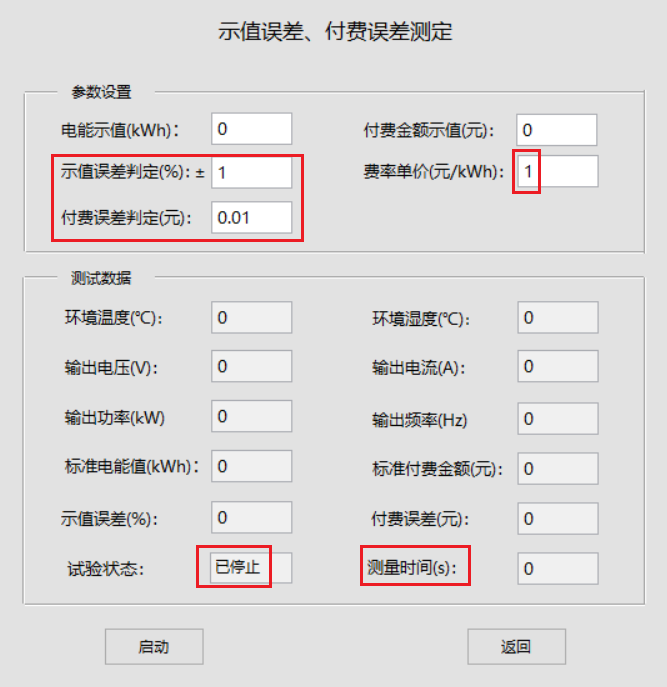 示值误差、付费误差测定
参数设置
电能示值(kWh): 0 付费金额示值(元): 0
示值误差判定(%): ± 1 费率单价(元/kWh): 1
付费误差判定(元): 0.01
测试数据
环境温度(℃): 0 环境湿度(℃): 0
输出电压(V): 0 输出电流(A): 0
输出功率(kW) 0 输出频率(Hz) 0
标准电能值(kWh): 0 标准付费金额(元): 0
示值误差(%): 0 付费误差(元): 0
试验状态: 已停止 测量时间(s): 0
启动 返回